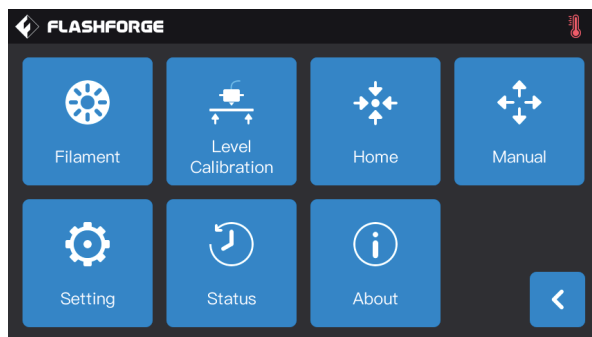 FLASHFORGE
Filament
Level
Calibration
Home
Manual
Setting
Status
About